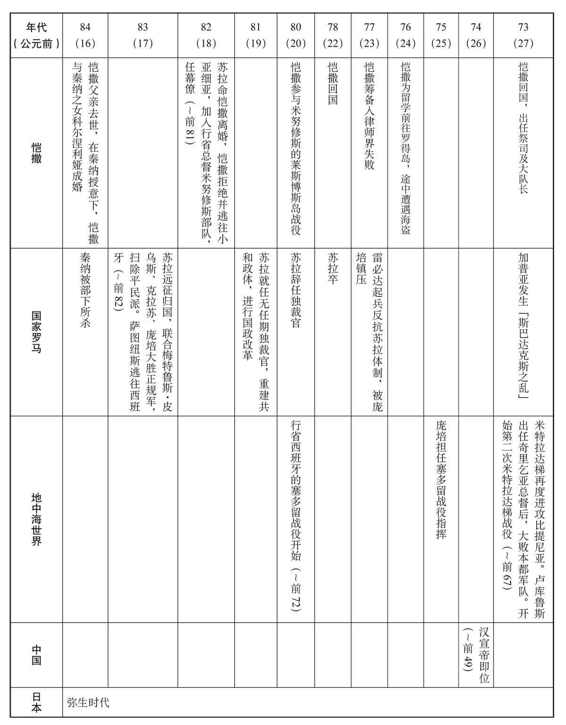 年代
(公元前)
84
(16)
83
(17)
82
(18)
81
(19)
80
(20)
78
(22)
77
(23)
76
(24)
75
(25)
74
(26)
73
(27)
恺撒
恺撒父亲去世，在秦纳授意下，恺撒
与秦纳之女科尔涅利娅成婚
苏拉命恺撒离婚，恺撒拒绝并逃往小
亚细亚，加入行省总督米努修斯部队，
任幕僚（～前81）
恺撒参与米努修斯的莱斯博斯岛战役
恺撒回国
恺撒筹备入律师界失败
恺撒为留学前往罗得岛，途中遭遇海盗
恺撒回国，出任祭司及大队长
国家罗马
秦纳被部下所杀
苏拉远征归国，联合梅特鲁斯·皮
乌斯、克拉苏、庞培大胜正规军，
扫除平民派。萨图纽斯逃往西班
牙（～前82）
苏拉就任无任期独裁官，重建共
和政体，进行国政改革
苏拉辞任独裁官
苏拉卒
雷必达起兵反抗苏拉体制，被庞
培镇压
加普亚发生「斯巴达克斯之乱」
地中海世界
行省西班牙的塞多留战役开始（～前72）
庞培担任塞多留战役指挥
米特拉达梯再度进攻比提尼亚。卢库鲁斯
出任奇里乞亚总督后，大败本都军队。开
始第二次米特拉达梯战役（～前67）
中国
汉宣帝即位
（～前49）
日本
弥生时代